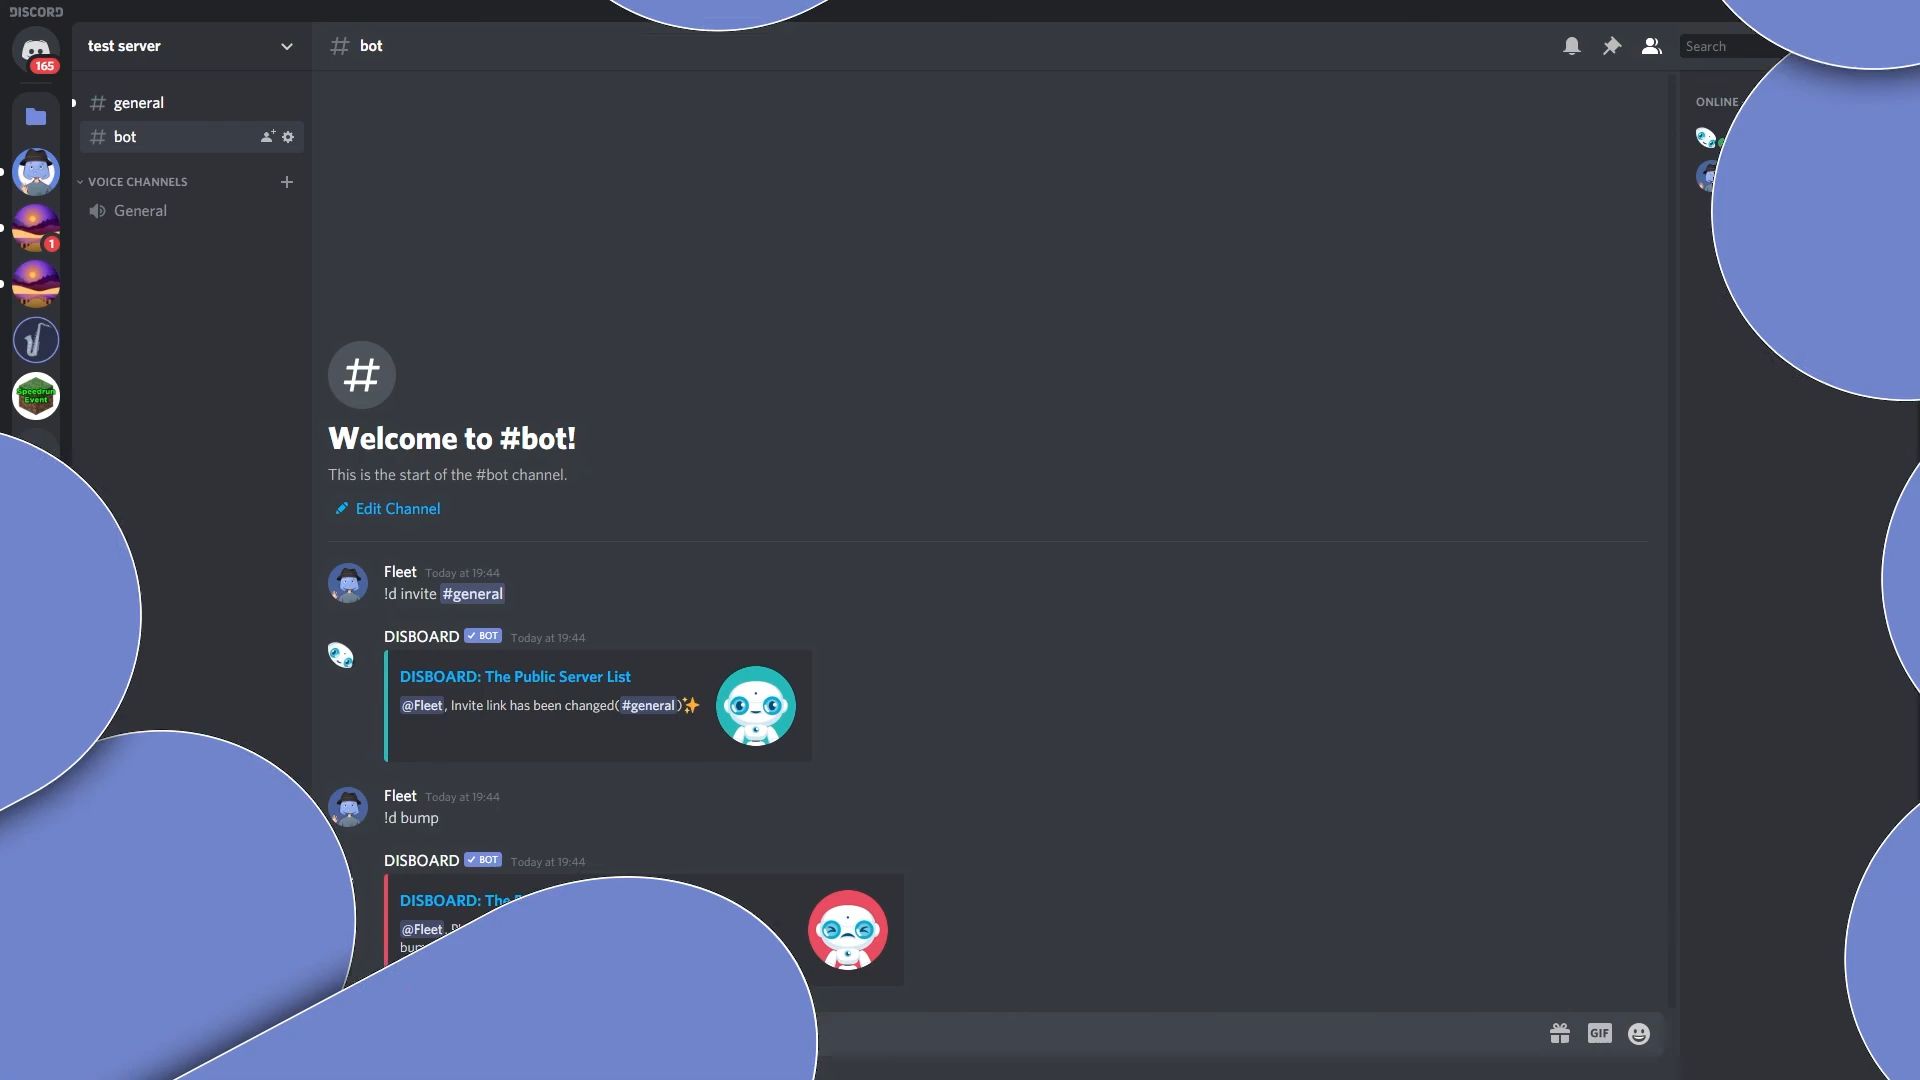 DISCORD
165
test server
general
bot
VOICE CHANNELS
General
1
Speedrun
Event
bot
Search
ONLINE
Welcome to #bot!
This is the start of the #bot channel.
Edit Channel
Fleet Today at 19:44
!d invite #general
DISBOARD ✓ BOT Today at 19:44
DISBOARD: The Public Server List
@Fleet, Invite link has been changed(#general)✨
Fleet Today at 19:44
!d bump
DISBOARD ✓ BOT Today at 19:44
DISBOARD: The
@Fleet,
GIF